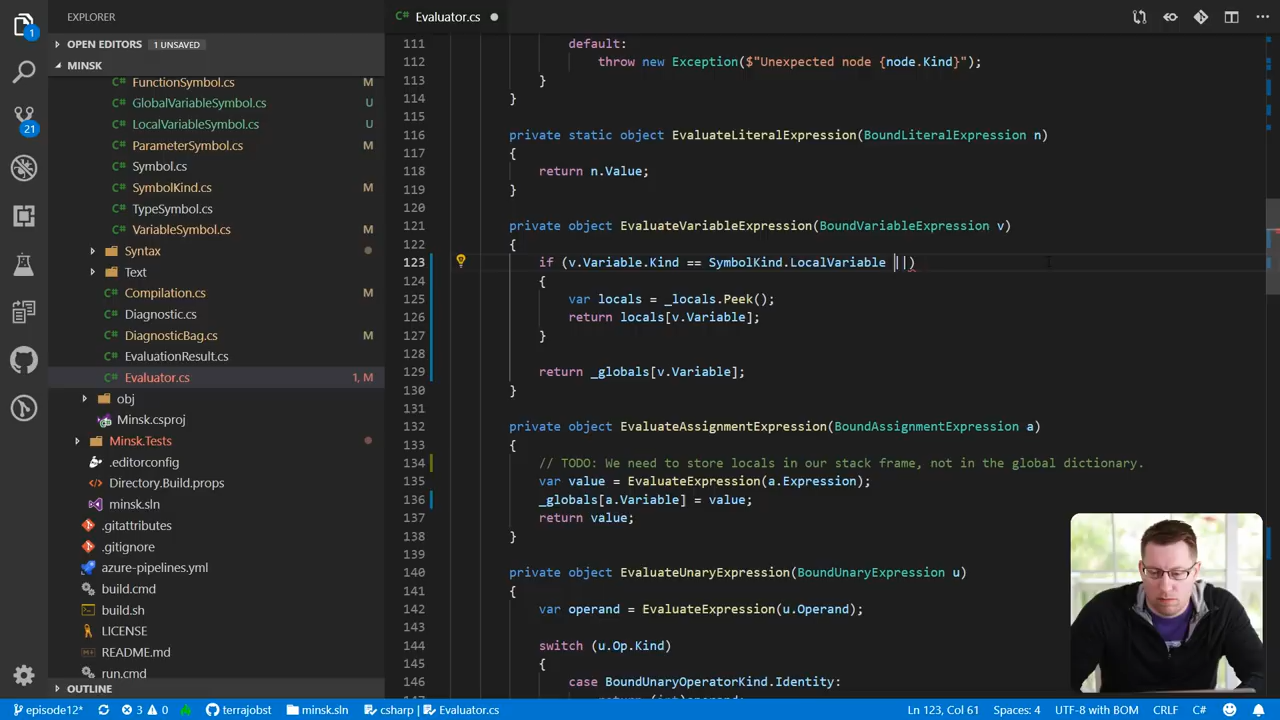 EXPLORER
Evaluator.cs
OPEN EDITORS 1 UNSAVED
MINSK
1
21
C# FunctionSymbol.cs M
C# GlobalVariableSymbol.cs U
C# LocalVariableSymbol.cs U
C# ParameterSymbol.cs M
C# Symbol.cs
C# SymbolKind.cs M
C# TypeSymbol.cs
C# VariableSymbol.cs M
Syntax
Text
C# Compilation.cs M
C# Diagnostic.cs
C# DiagnosticBag.cs M
C# EvaluationResult.cs
C# Evaluator.cs 1, M
obj
Minsk.csproj
Minsk.Tests
.editorconfig
Directory.Build.props
minsk.sln
.gitattributes
.gitignore
azure-pipelines.yml
build.cmd
build.sh
LICENSE
README.md
run.cmd
OUTLINE
111 default:
112 throw new Exception($"Unexpected node {node.Kind}");
113 }
114 }
115
116 private static object EvaluateLiteralExpression(BoundLiteralExpression n)
117 {
118 return n.Value;
119 }
120
121 private object EvaluateVariableExpression(BoundVariableExpression v)
122 {
123 if (v.Variable.Kind == SymbolKind.LocalVariable ||)
124 {
125 var locals = _locals.Peek();
126 return locals[v.Variable];
127 }
128
129 return _globals[v.Variable];
130 }
131
132 private object EvaluateAssignmentExpression(BoundAssignmentExpression a)
133 {
134 // TODO: We need to store locals in our stack frame, not in the global dictionary.
135 var value = EvaluateExpression(a.Expression);
136 _globals[a.Variable] = value;
137 return value;
138 }
139
140 private object EvaluateUnaryExpression(BoundUnaryExpression u)
141 {
142 var operand = EvaluateExpression(u.Operand);
143
144 switch (u.Op.Kind)
145 {
146 case BoundUnaryOperatorKind.Identity:
episode12* 3 0 terrajobst minsk.sln csharp | Evaluator.cs Ln 123, Col 61 Spaces: 4 UTF-8 with BOM CRLF C#